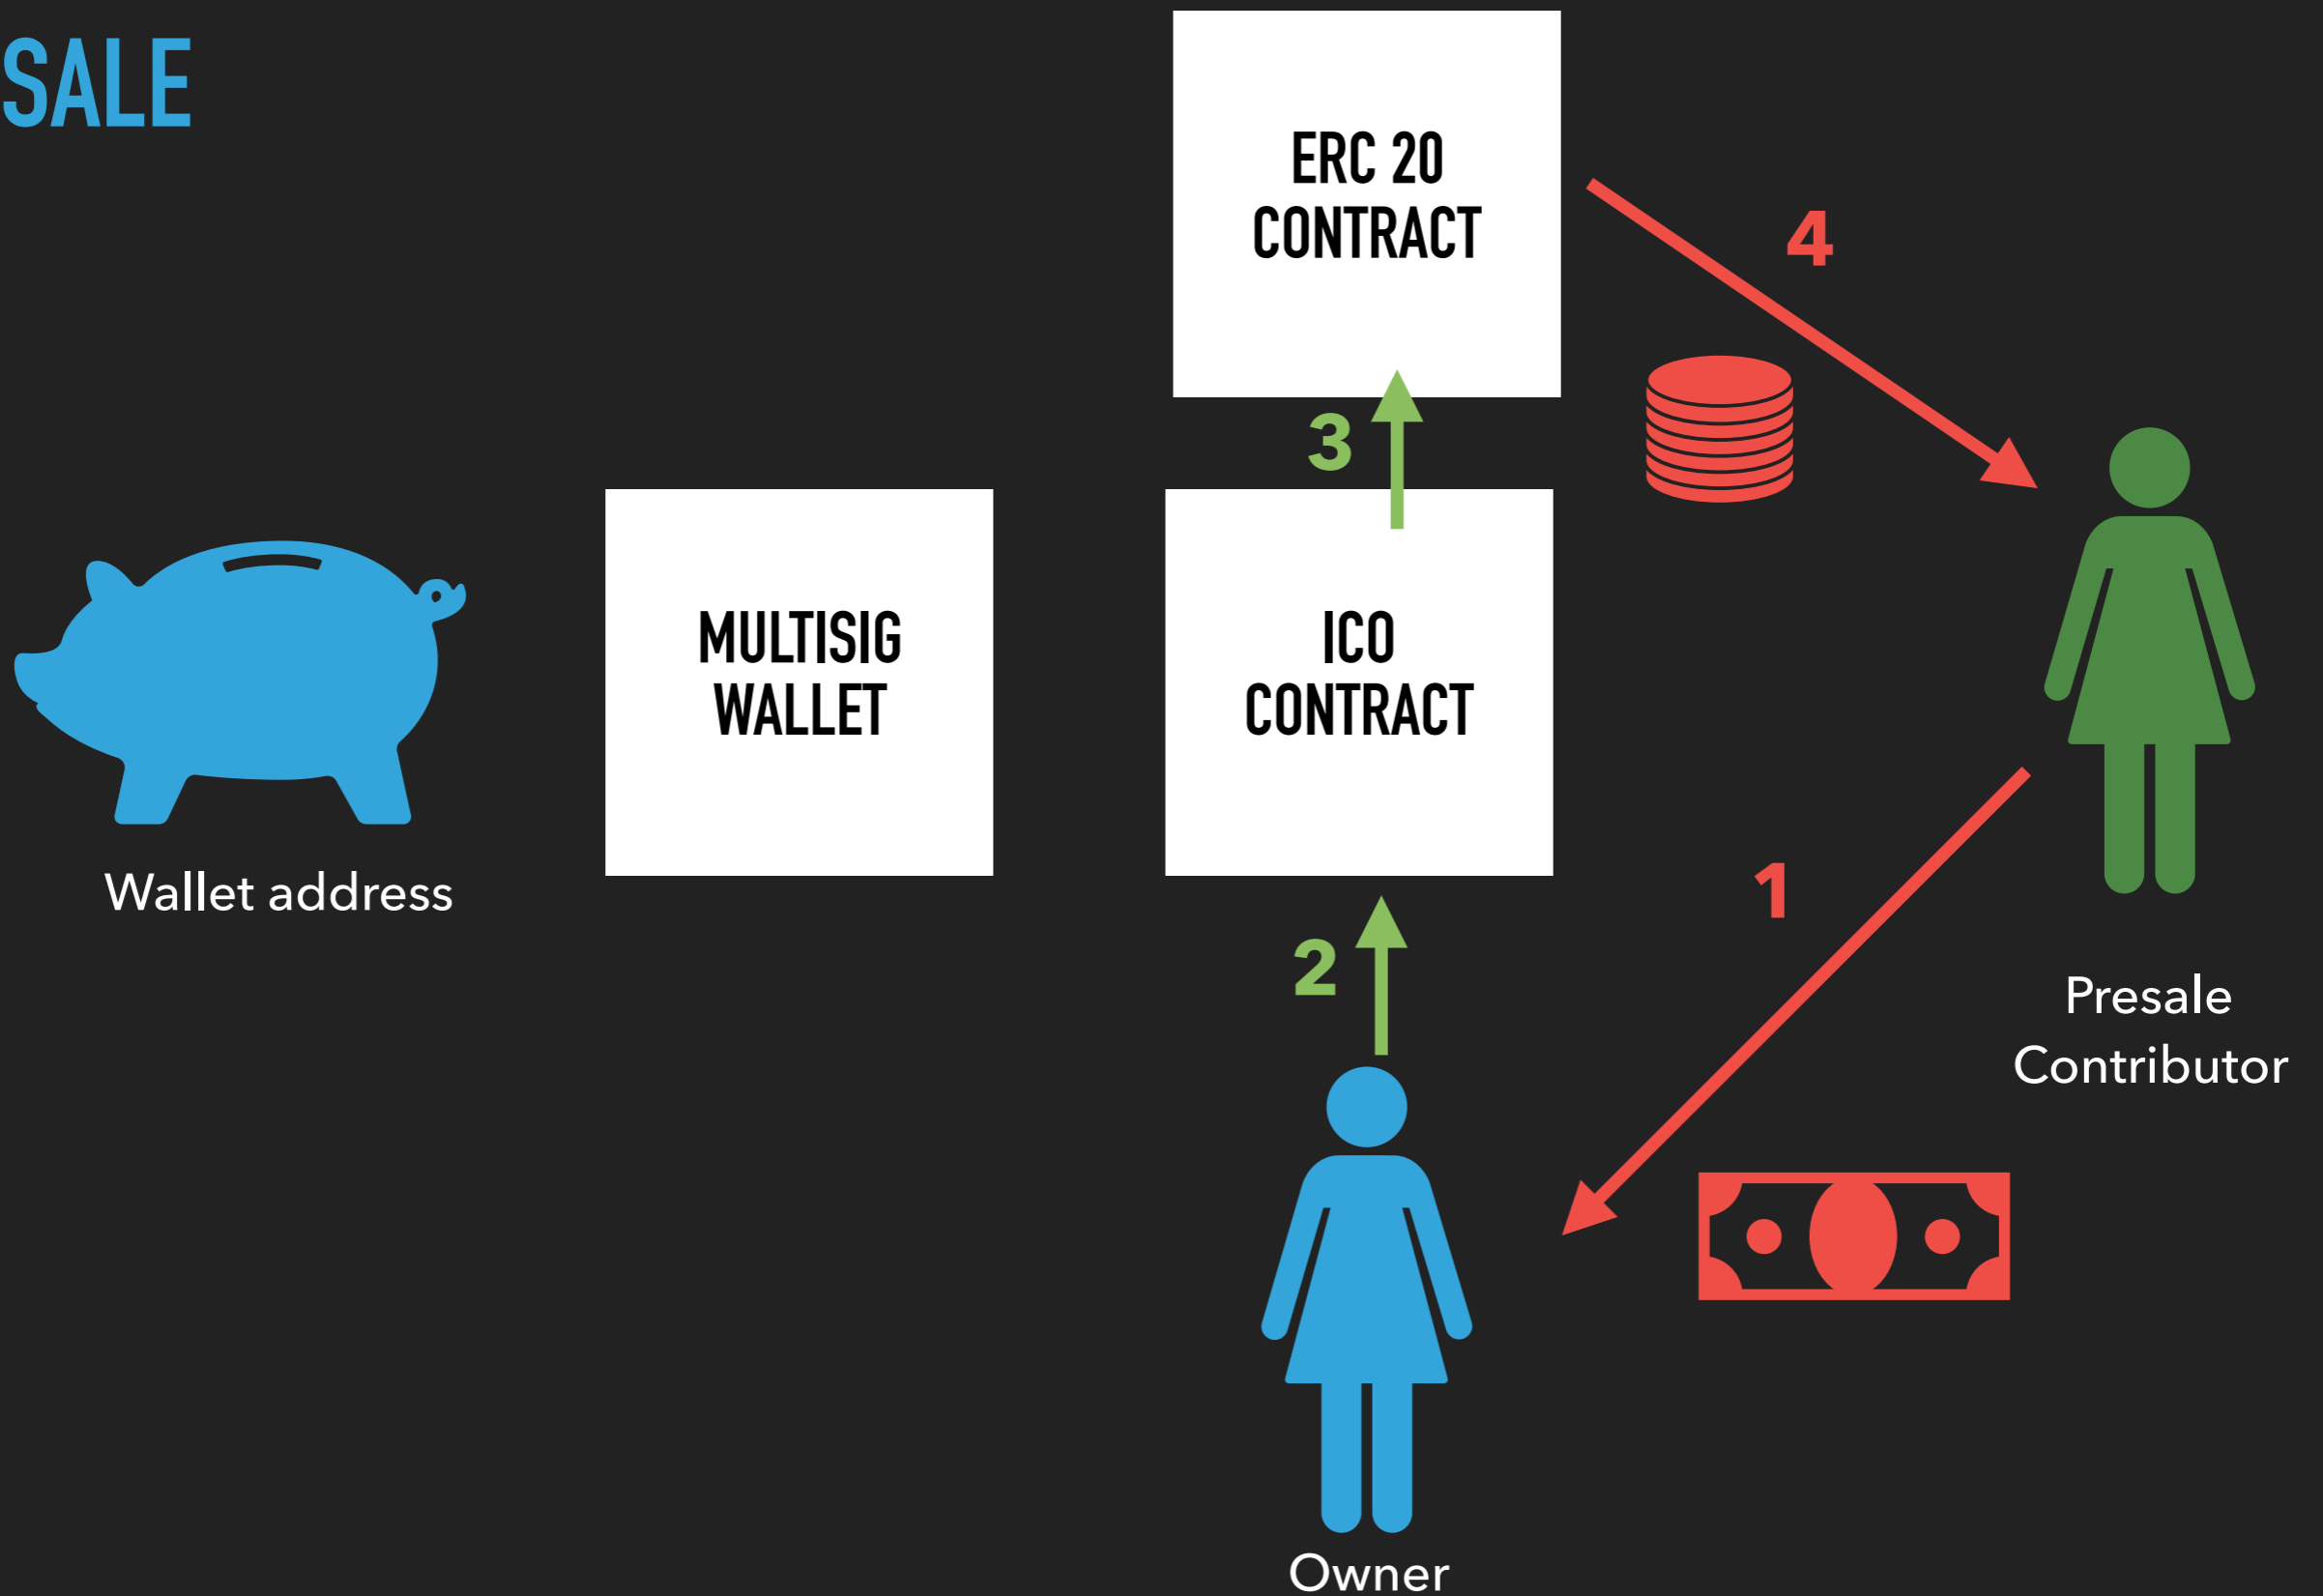 SALE
ERC 20
CONTRACT
4
3
MULTISIG
WALLET
ICO
CONTRACT
Wallet address
1
2
Presale
Contributor
Owner